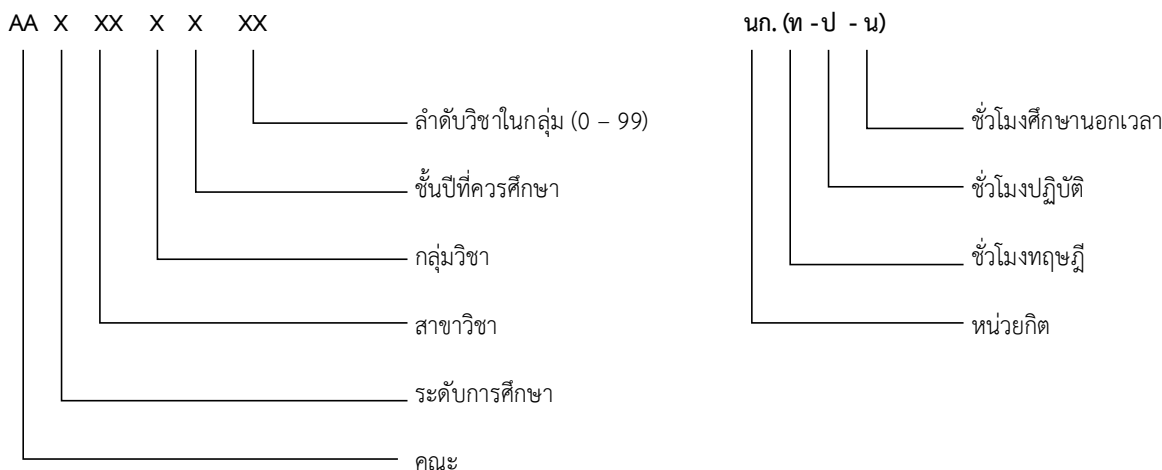 AA X XX X X XX
ลำดับวิชาในกลุ่ม (0 – 99)
ชั้นปีที่ควรศึกษา
กลุ่มวิชา
สาขาวิชา
ระดับการศึกษา
คณะ
นก. (ท - ป - น)
ชั่วโมงศึกษานอกเวลา
ชั่วโมงปฏิบัติ
ชั่วโมงทฤษฎี
หน่วยกิต